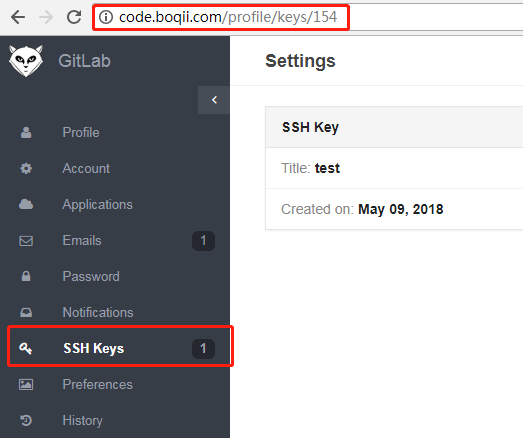 code.boqii.com/profile/keys/154
GitLab
Settings
Profile
Account
Applications
Emails 1
Password
Notifications
SSH Keys 1
Preferences
History
SSH Key
Title: test
Created on: May 09, 2018